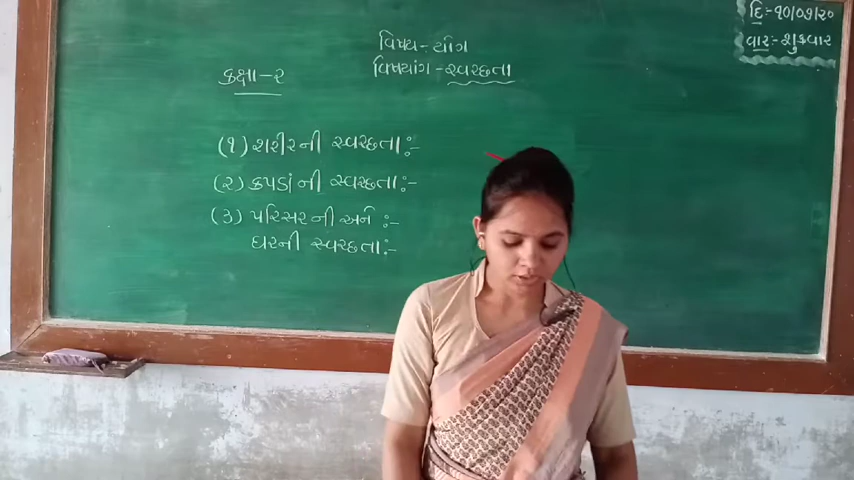 દિ:-૧૦/૦૭/૨૦
વાર:-શુક્રવાર
વિષય-યોગ
વિષયાંગ-સ્વચ્છતા
કક્ષા-૨
(૧) શરીરની સ્વચ્છતા:-
(૨) કપડાંની સ્વચ્છતા:-
(૩) પરિસરની અને:-
ઘરની સ્વચ્છતા:-